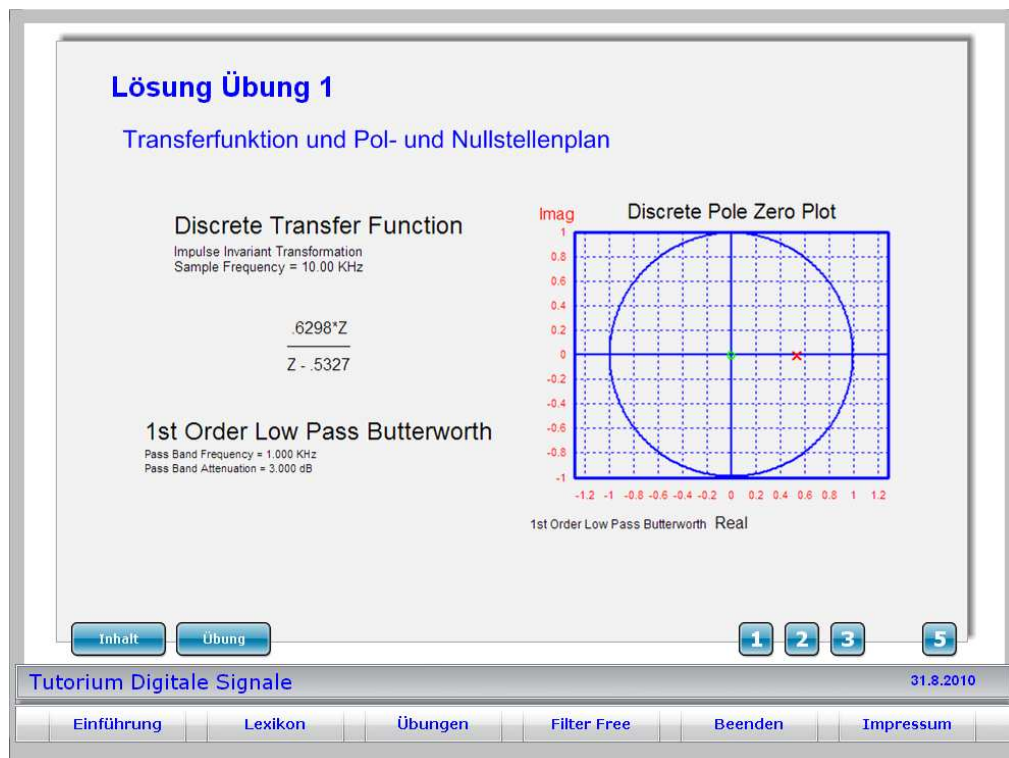 Lösung Übung 1
Transferfunktion und Pol- und Nullstellenplan
Discrete Transfer Function
Impulse Invariant Transformation
Sample Frequency = 10.00 KHz
.6298*Z
Z - .5327
1st Order Low Pass Butterworth
Pass Band Frequency = 1.000 KHz
Pass Band Attenuation = 3.000 dB
Imag
Discrete Pole Zero Plot
1
0.8
0.6
0.4
0.2
0
-0.2
-0.4
-0.6
-0.8
-1
-1.2 -1 -0.8 -0.6 -0.4 -0.2 0 0.2 0.4 0.6 0.8 1 1.2
1st Order Low Pass Butterworth Real
Inhalt Übung 1 2 3 5
Tutorium Digitale Signale 31.8.2010
Einführung Lexikon Übungen Filter Free Beenden Impressum